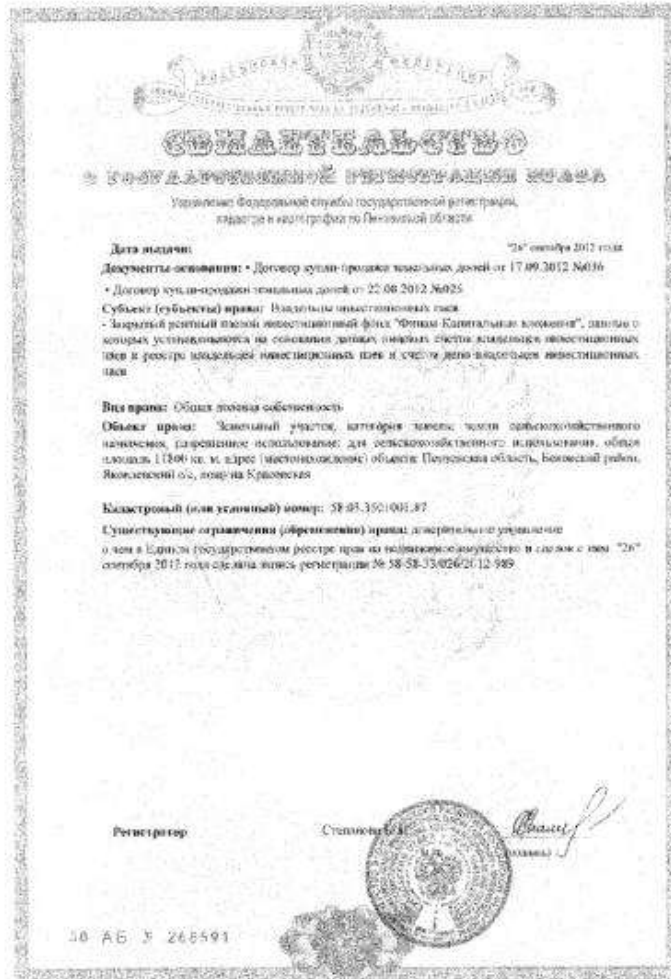 РОССИЙСКАЯ ФЕДЕРАЦИЯ
СВИДЕТЕЛЬСТВО
О ГОСУДАРСТВЕННОЙ РЕГИСТРАЦИИ ПРАВА
Управление Федеральной службы государственной регистрации,
кадастра и картографии по Пензенской области
Дата выдачи: "26" сентября 2012 года
Документы-основания: • Договор купли-продажи земельных долей от 17.09.2012 №036
• Договор купли-продажи земельных долей от 22.08.2012 №025
Субъект (субъекты) права: Владельцы инвестиционных паев
- Закрытый рентный паевой инвестиционный фонд "Финам Капитальные вложения", данные о
которых устанавливаются на основании данных лицевых счетов владельцев инвестиционных
паев в реестре владельцев инвестиционных паев и счетов депо владельцев инвестиционных
паев
Вид права: Общая долевая собственность
Объект права: Земельный участок, категория земель: земли сельскохозяйственного
назначения, разрешенное использование: для сельскохозяйственного использования, общая
площадь 11800 кв. м, адрес (местонахождение) объекта: Пензенская область, Бековский район,
Яковлевский с/с,
Кадастровый (или условный) номер: 58:03:3501001:87
Существующие ограничения (обременения) права: доверительное управление
о чем в Едином государственном реестре прав на недвижимое имущество и сделок с ним "26"
сентября 2012 года сделана запись регистрации № 58-58-33/026/2012-989
Регистратор Степанова
(подпись)
58 АБ № 268591